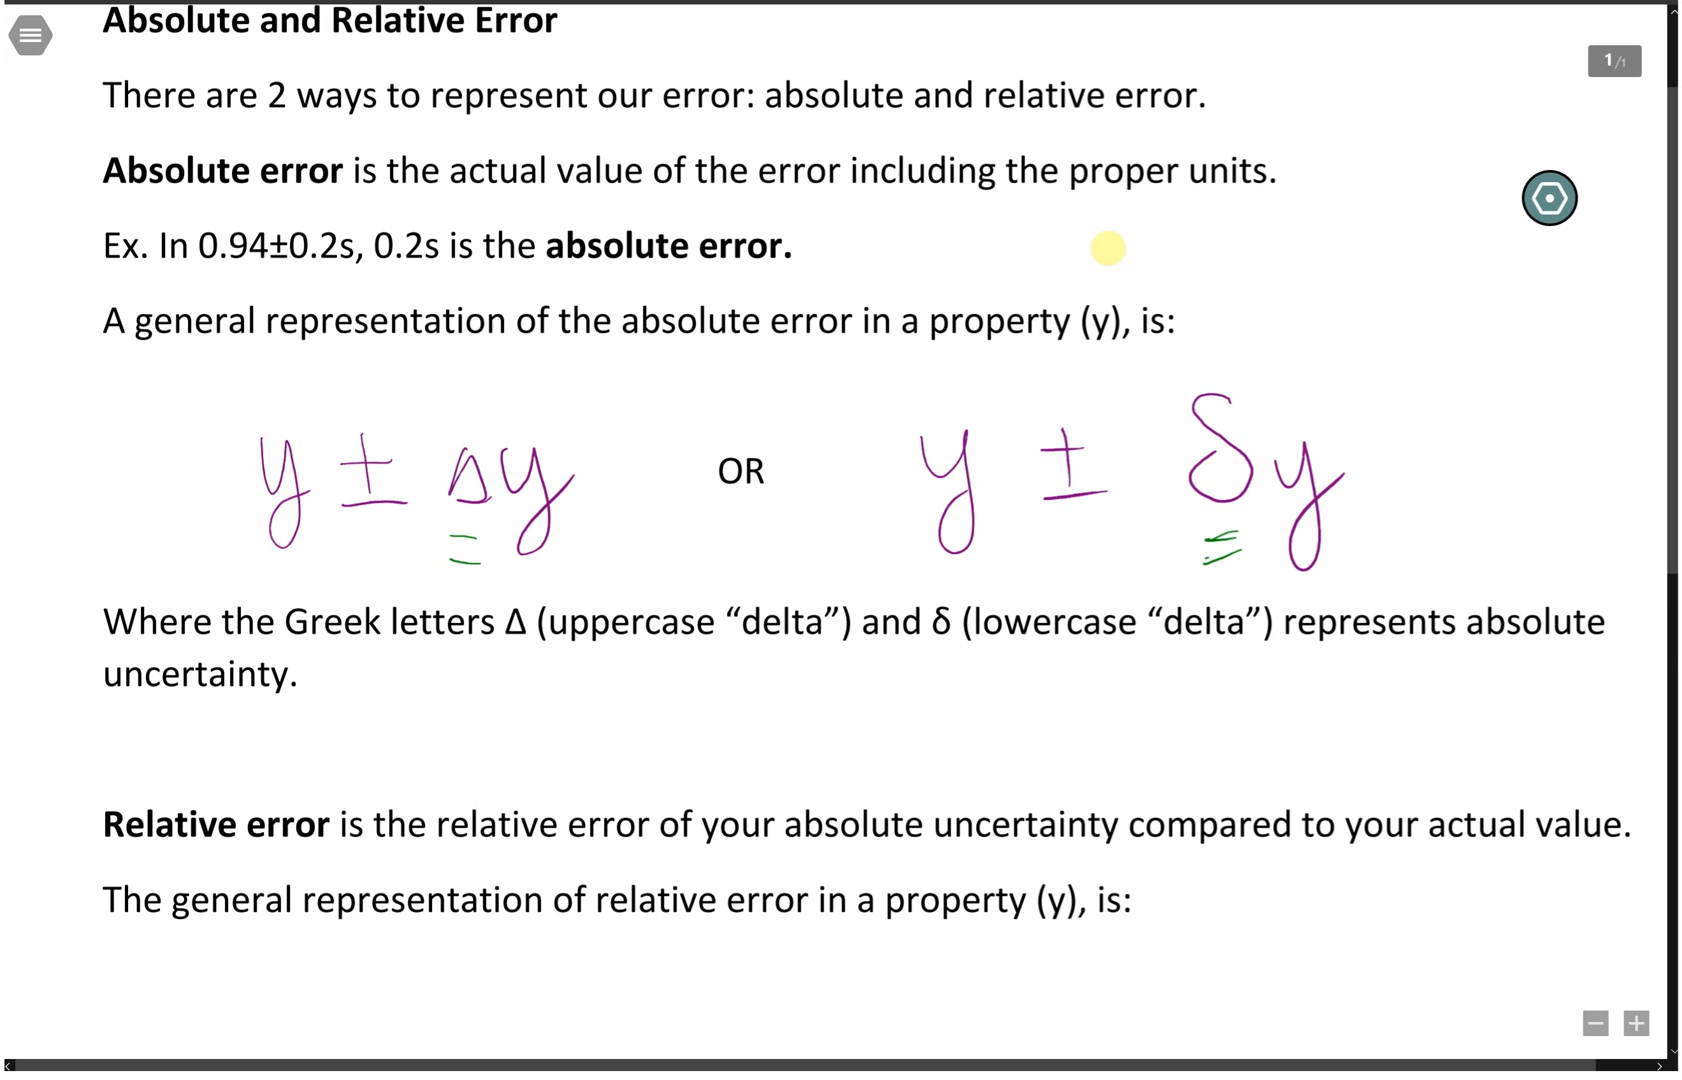 Absolute and Relative Error
1/1
There are 2 ways to represent our error: absolute and relative error.
Absolute error is the actual value of the error including the proper units.
Ex. In 0.94±0.2s, 0.2s is the absolute error.
A general representation of the absolute error in a property (y), is:
y ± Δy OR y ± δy
Where the Greek letters Δ (uppercase “delta”) and δ (lowercase “delta”) represents absolute
uncertainty.
Relative error is the relative error of your absolute uncertainty compared to your actual value.
The general representation of relative error in a property (y), is: